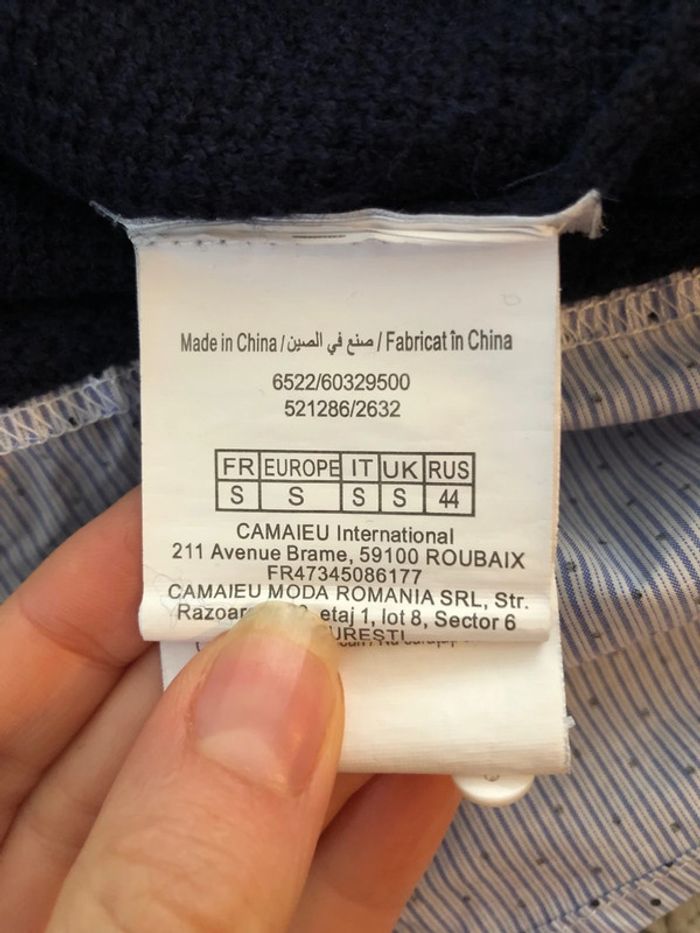 Made in China / صنع في الصين / Fabricat în China
6522/60329500
521286/2632
FR EUROPE IT UK RUS
S S S S 44
CAMAIEU International
211 Avenue Brame, 59100 ROUBAIX
FR47345086177
CAMAIEU MODA ROMANIA SRL, Str.
etaj 1, lot 8, Sector 6